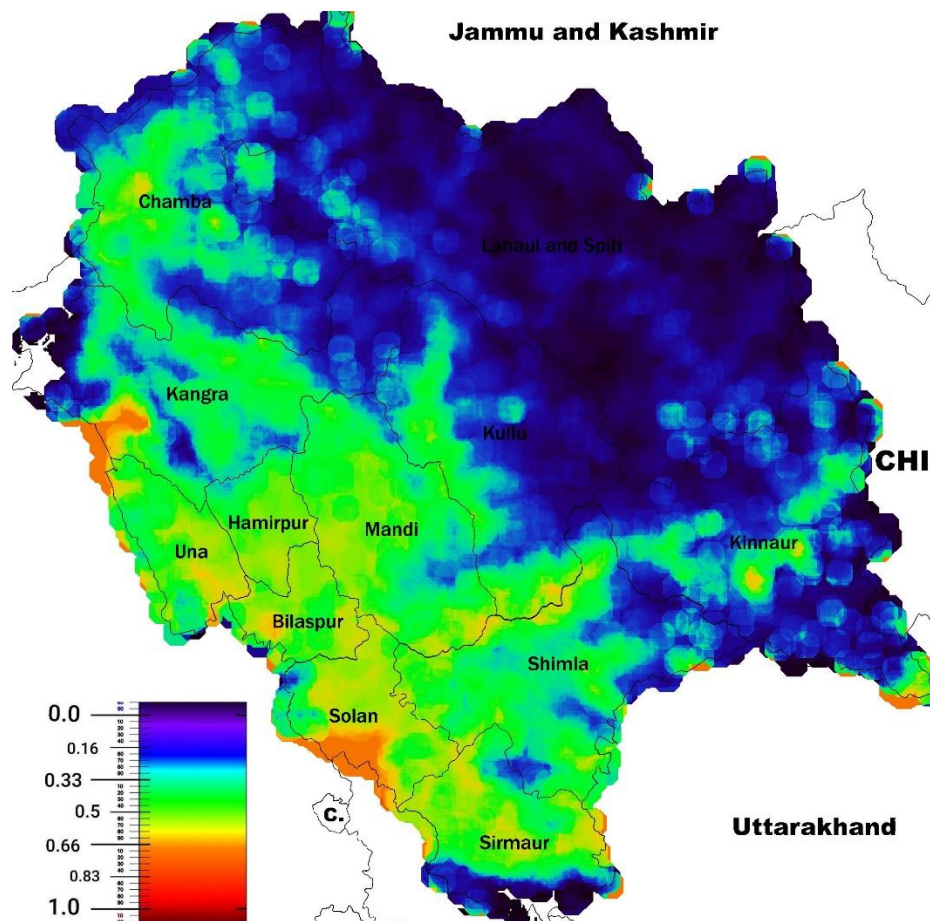 Jammu and Kashmir
Chamba
Lahaul and Spiti
Kangra
Kullu
CHI
Hamirpur
Mandi
Una
Kinnaur
Bilaspur
Shimla
Solan
0.0
0.16
0.33
0.5
0.66
0.83
1.0
C.
Uttarakhand
Sirmaur